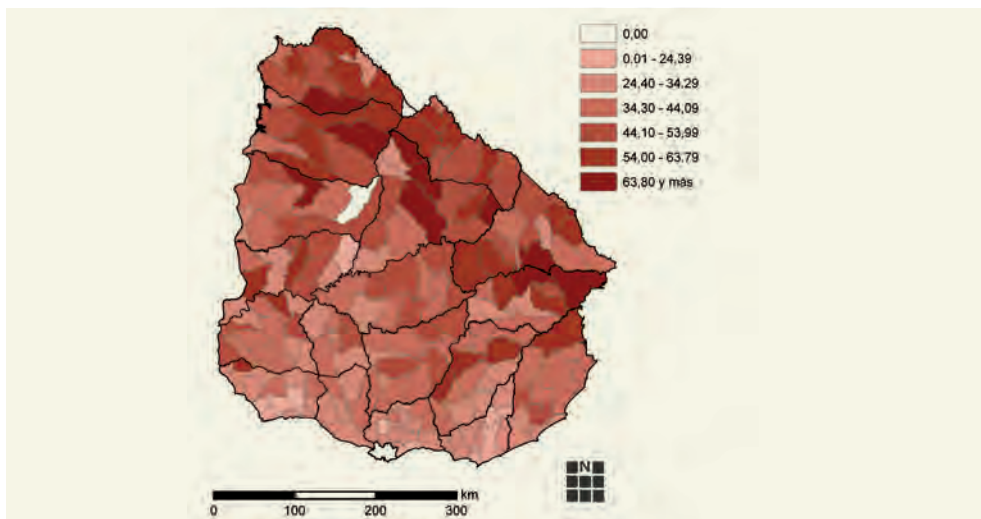 0,00
0,01 - 24,39
24,40 - 34,29
34,30 - 44,09
44,10 - 53,99
54,00 - 63,79
63,80 y más
N
km
0 100 200 300